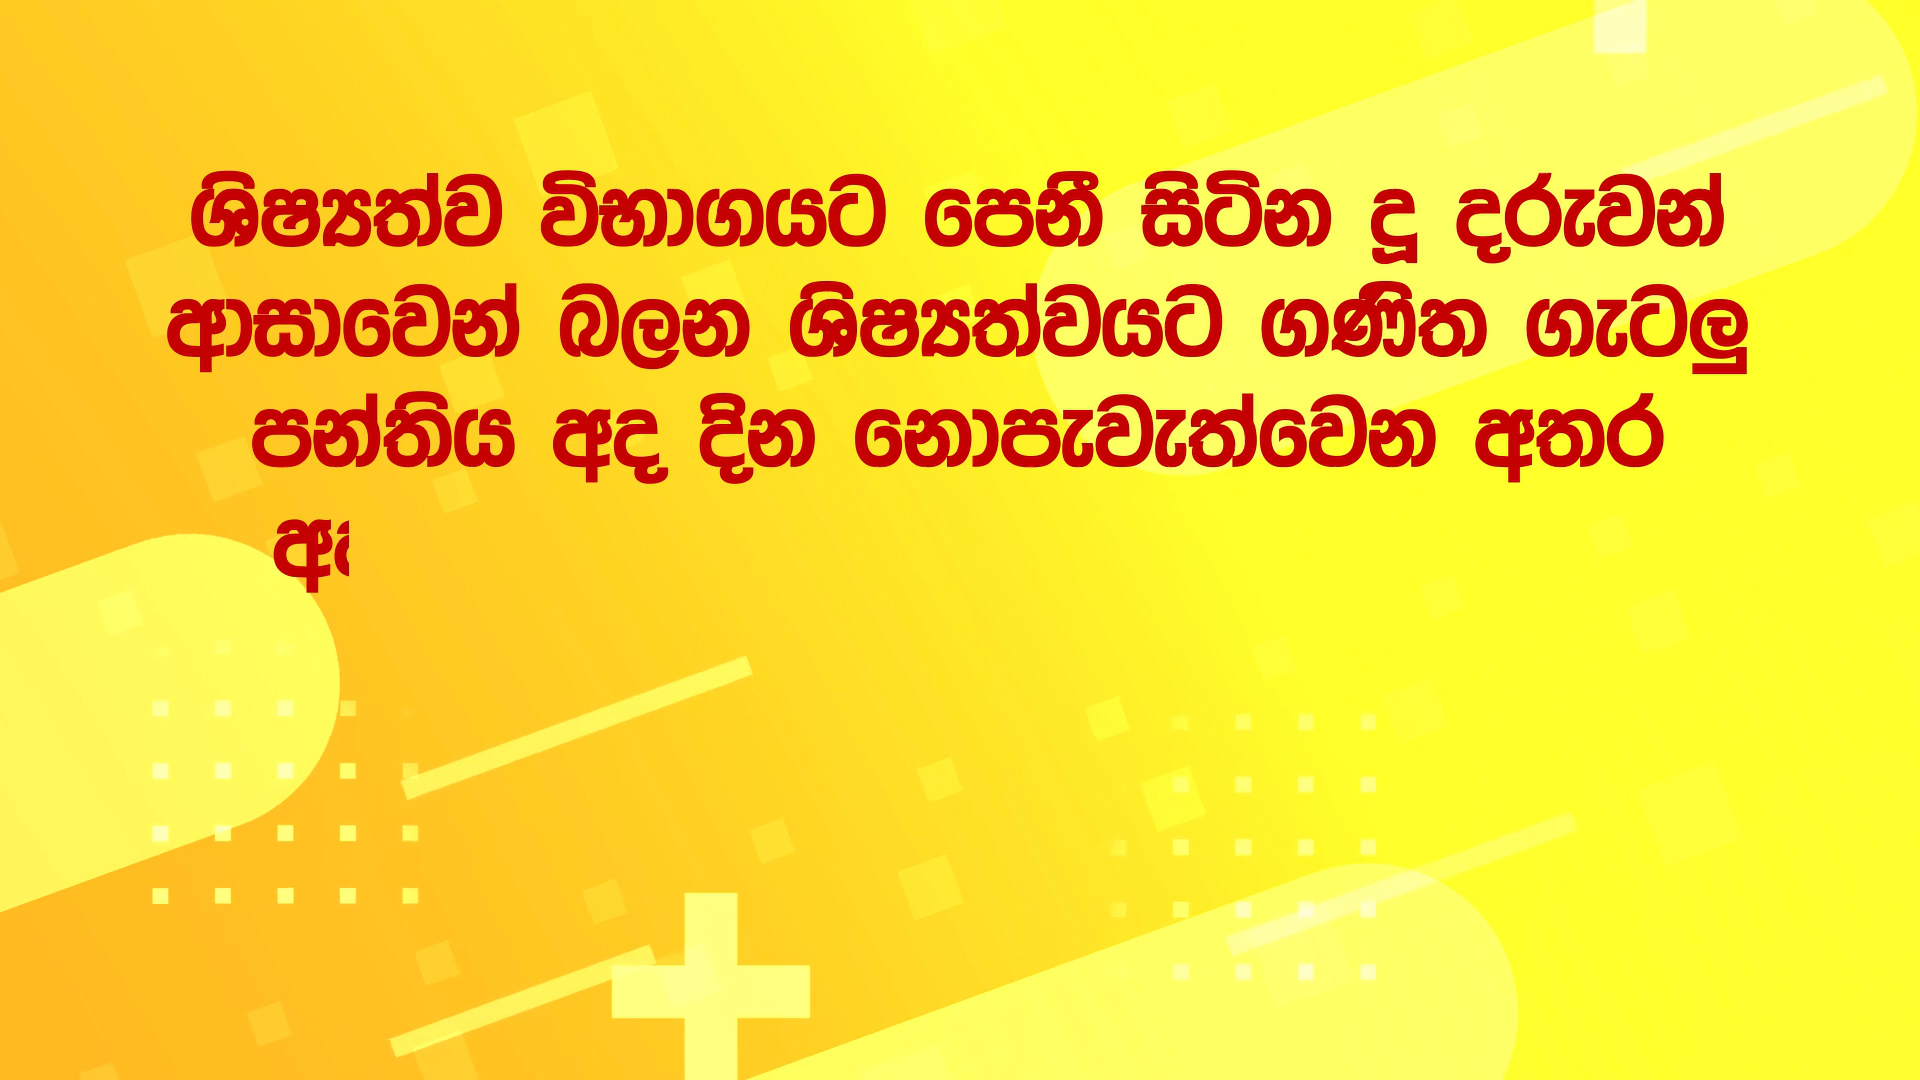 ශිෂ්‍යත්ව විභාගයට පෙනී සිටින දූ දරුවන්
ආසාවෙන් බලන ශිෂ්‍යත්වයට ගණිත ගැටලු
පන්තිය අද දින නොපැවැත්වෙන අතර